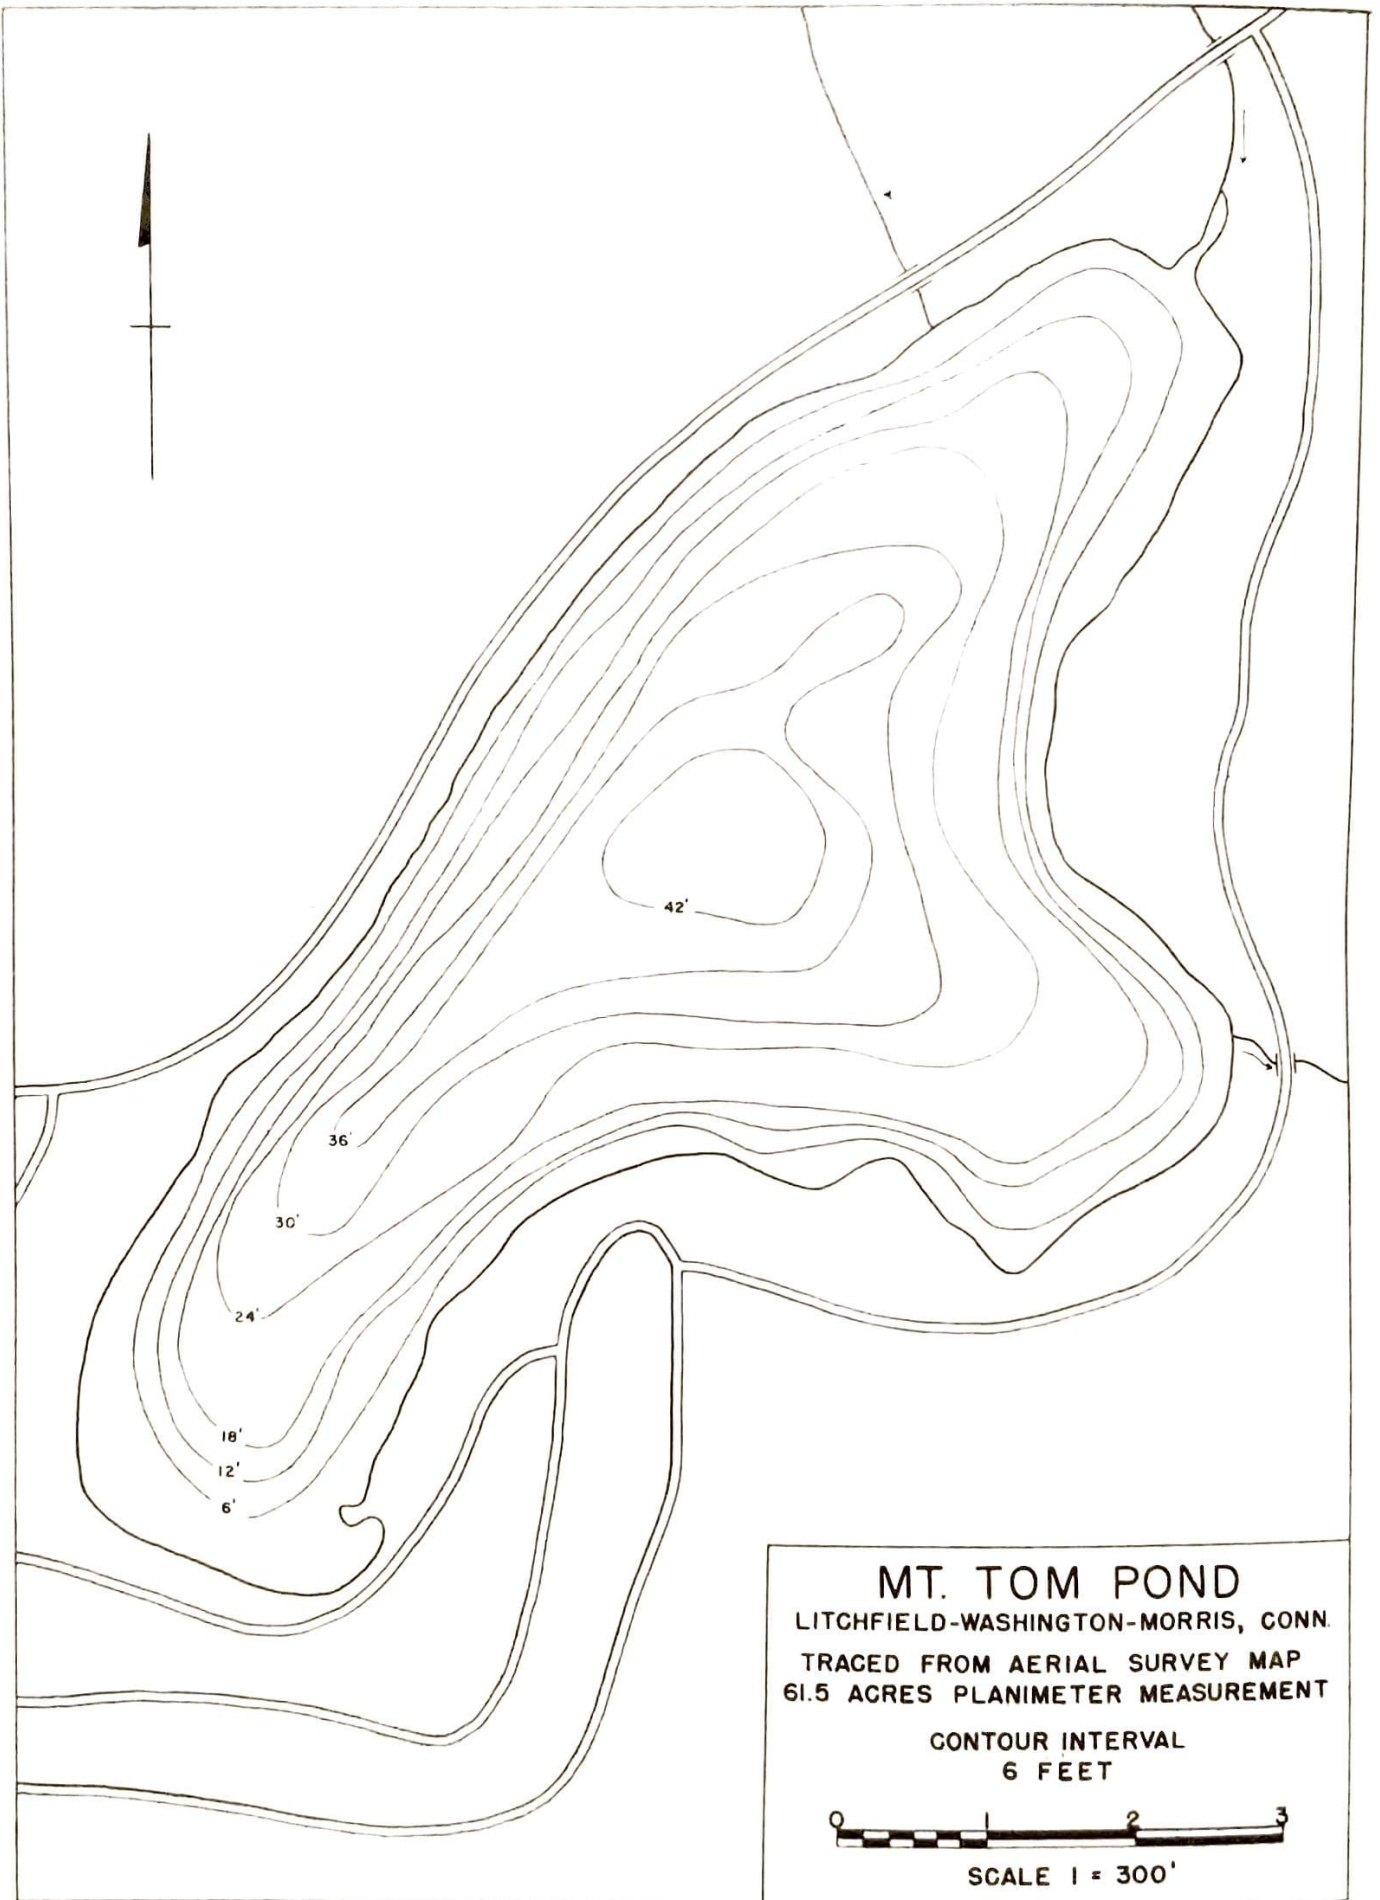 42'
36'
30'
24'
18'
12'
6'
MT. TOM POND
LITCHFIELD-WASHINGTON-MORRIS, CONN.
TRACED FROM AERIAL SURVEY MAP
61.5 ACRES PLANIMETER MEASUREMENT
CONTOUR INTERVAL
6 FEET
0 1 2 3
SCALE 1 = 300'